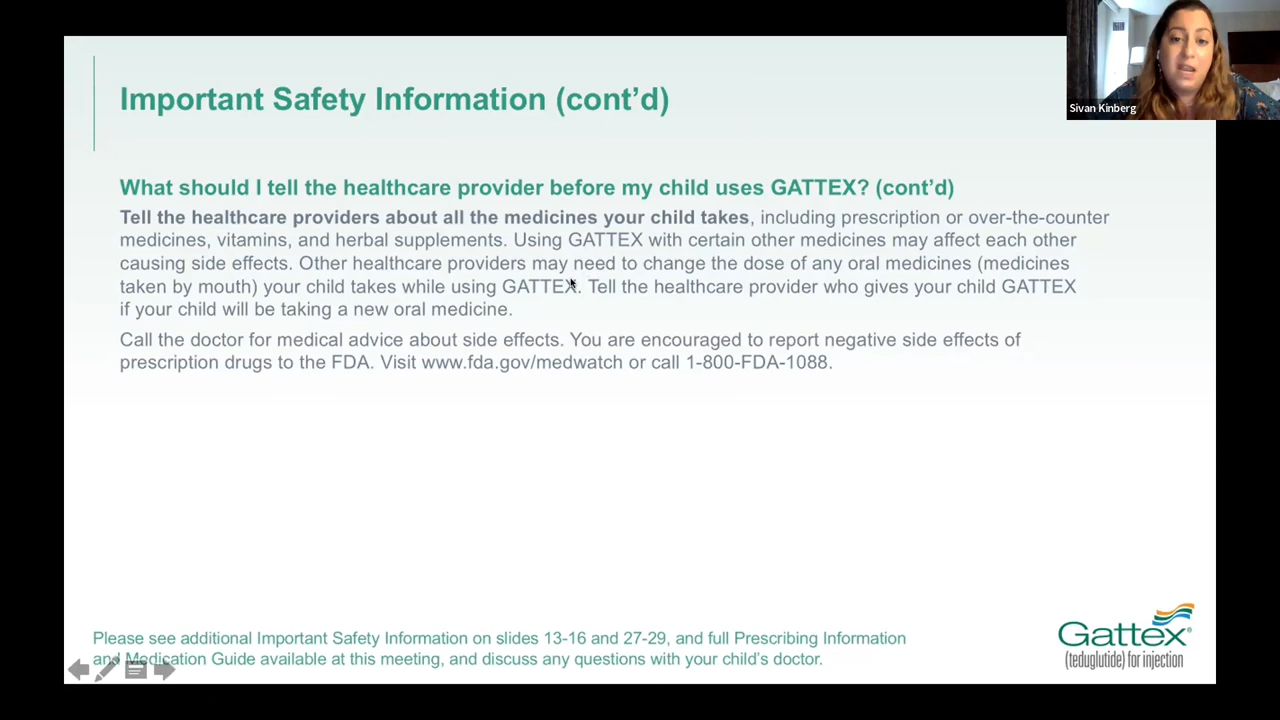 Sivan Kinberg
Important Safety Information (cont’d)
What should I tell the healthcare provider before my child uses GATTEX? (cont’d)
Tell the healthcare providers about all the medicines your child takes, including prescription or over-the-counter
medicines, vitamins, and herbal supplements. Using GATTEX with certain other medicines may affect each other
causing side effects. Other healthcare providers may need to change the dose of any oral medicines (medicines
taken by mouth) your child takes while using GATTEX. Tell the healthcare provider who gives your child GATTEX
if your child will be taking a new oral medicine.
Call the doctor for medical advice about side effects. You are encouraged to report negative side effects of
prescription drugs to the FDA. Visit www.fda.gov/medwatch or call 1-800-FDA-1088.
Please see additional Important Safety Information on slides 13-16 and 27-29, and full Prescribing Information
and Medication Guide available at this meeting, and discuss any questions with your child’s doctor.
Gattex®
(teduglutide) for injection